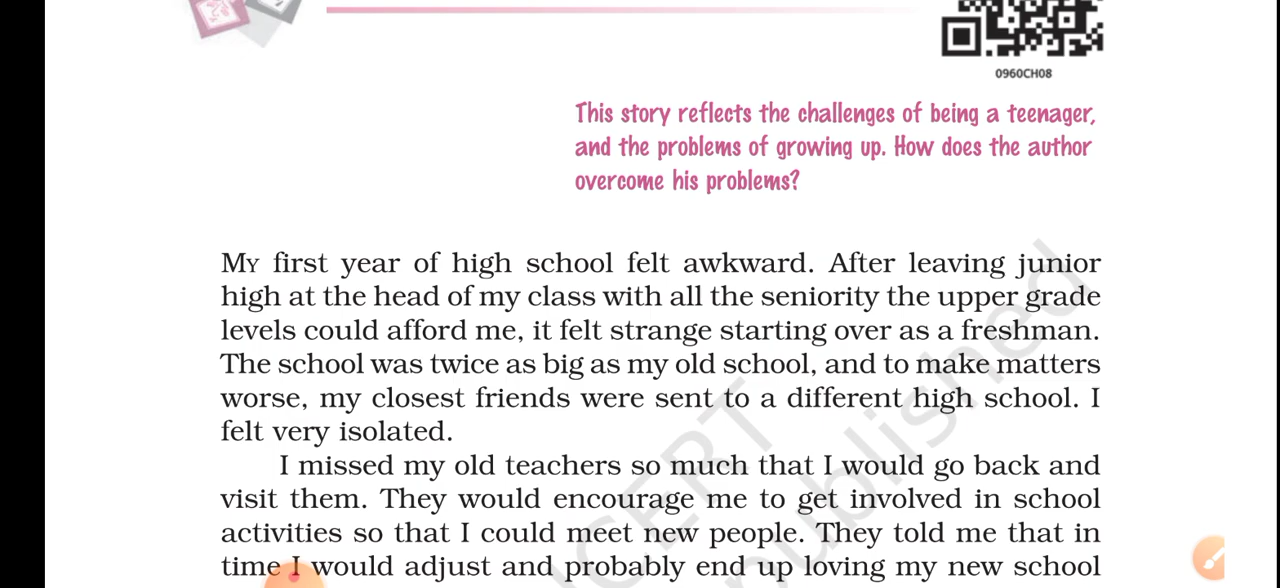 0960CH08
This story reflects the challenges of being a teenager,
and the problems of growing up. How does the author
overcome his problems?
MY first year of high school felt awkward. After leaving junior
high at the head of my class with all the seniority the upper grade
levels could afford me, it felt strange starting over as a freshman.
The school was twice as big as my old school, and to make matters
worse, my closest friends were sent to a different high school. I
felt very isolated.
I missed my old teachers so much that I would go back and
visit them. They would encourage me to get involved in school
activities so that I could meet new people. They told me that in
time I would adjust and probably end up loving my new school
NCERT
published